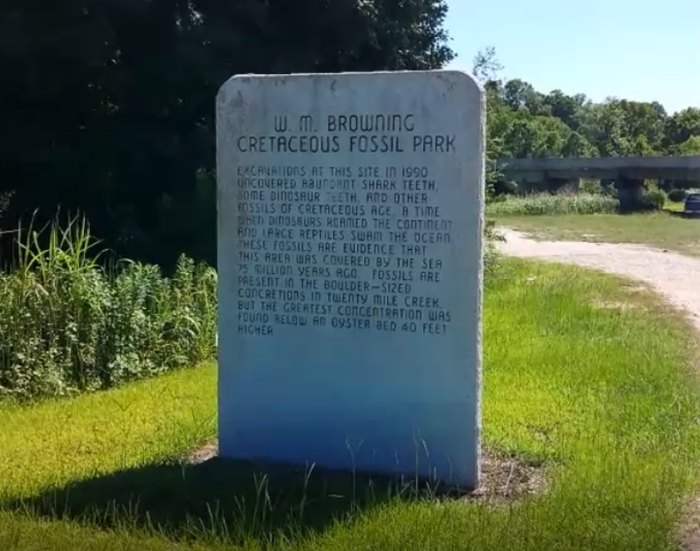 W. M. BROWNING
CRETACEOUS FOSSIL PARK
EXCAVATIONS AT THIS SITE IN 1990
UNCOVERED ABUNDANT SHARK TEETH,
SOME DINOSAUR TEETH, AND OTHER
FOSSILS OF CRETACEOUS AGE, A TIME
WHEN DINOSAURS ROAMED THE CONTINENT
AND LARGE REPTILES SWAM THE OCEAN.
THESE FOSSILS ARE EVIDENCE THAT
THIS AREA WAS COVERED BY THE SEA
75 MILLION YEARS AGO. FOSSILS ARE
PRESENT IN THE BOULDER-SIZED
CONCRETIONS IN TWENTY MILE CREEK,
BUT THE GREATEST CONCENTRATION WAS
FOUND BELOW AN OYSTER BED 40 FEET
HIGHER